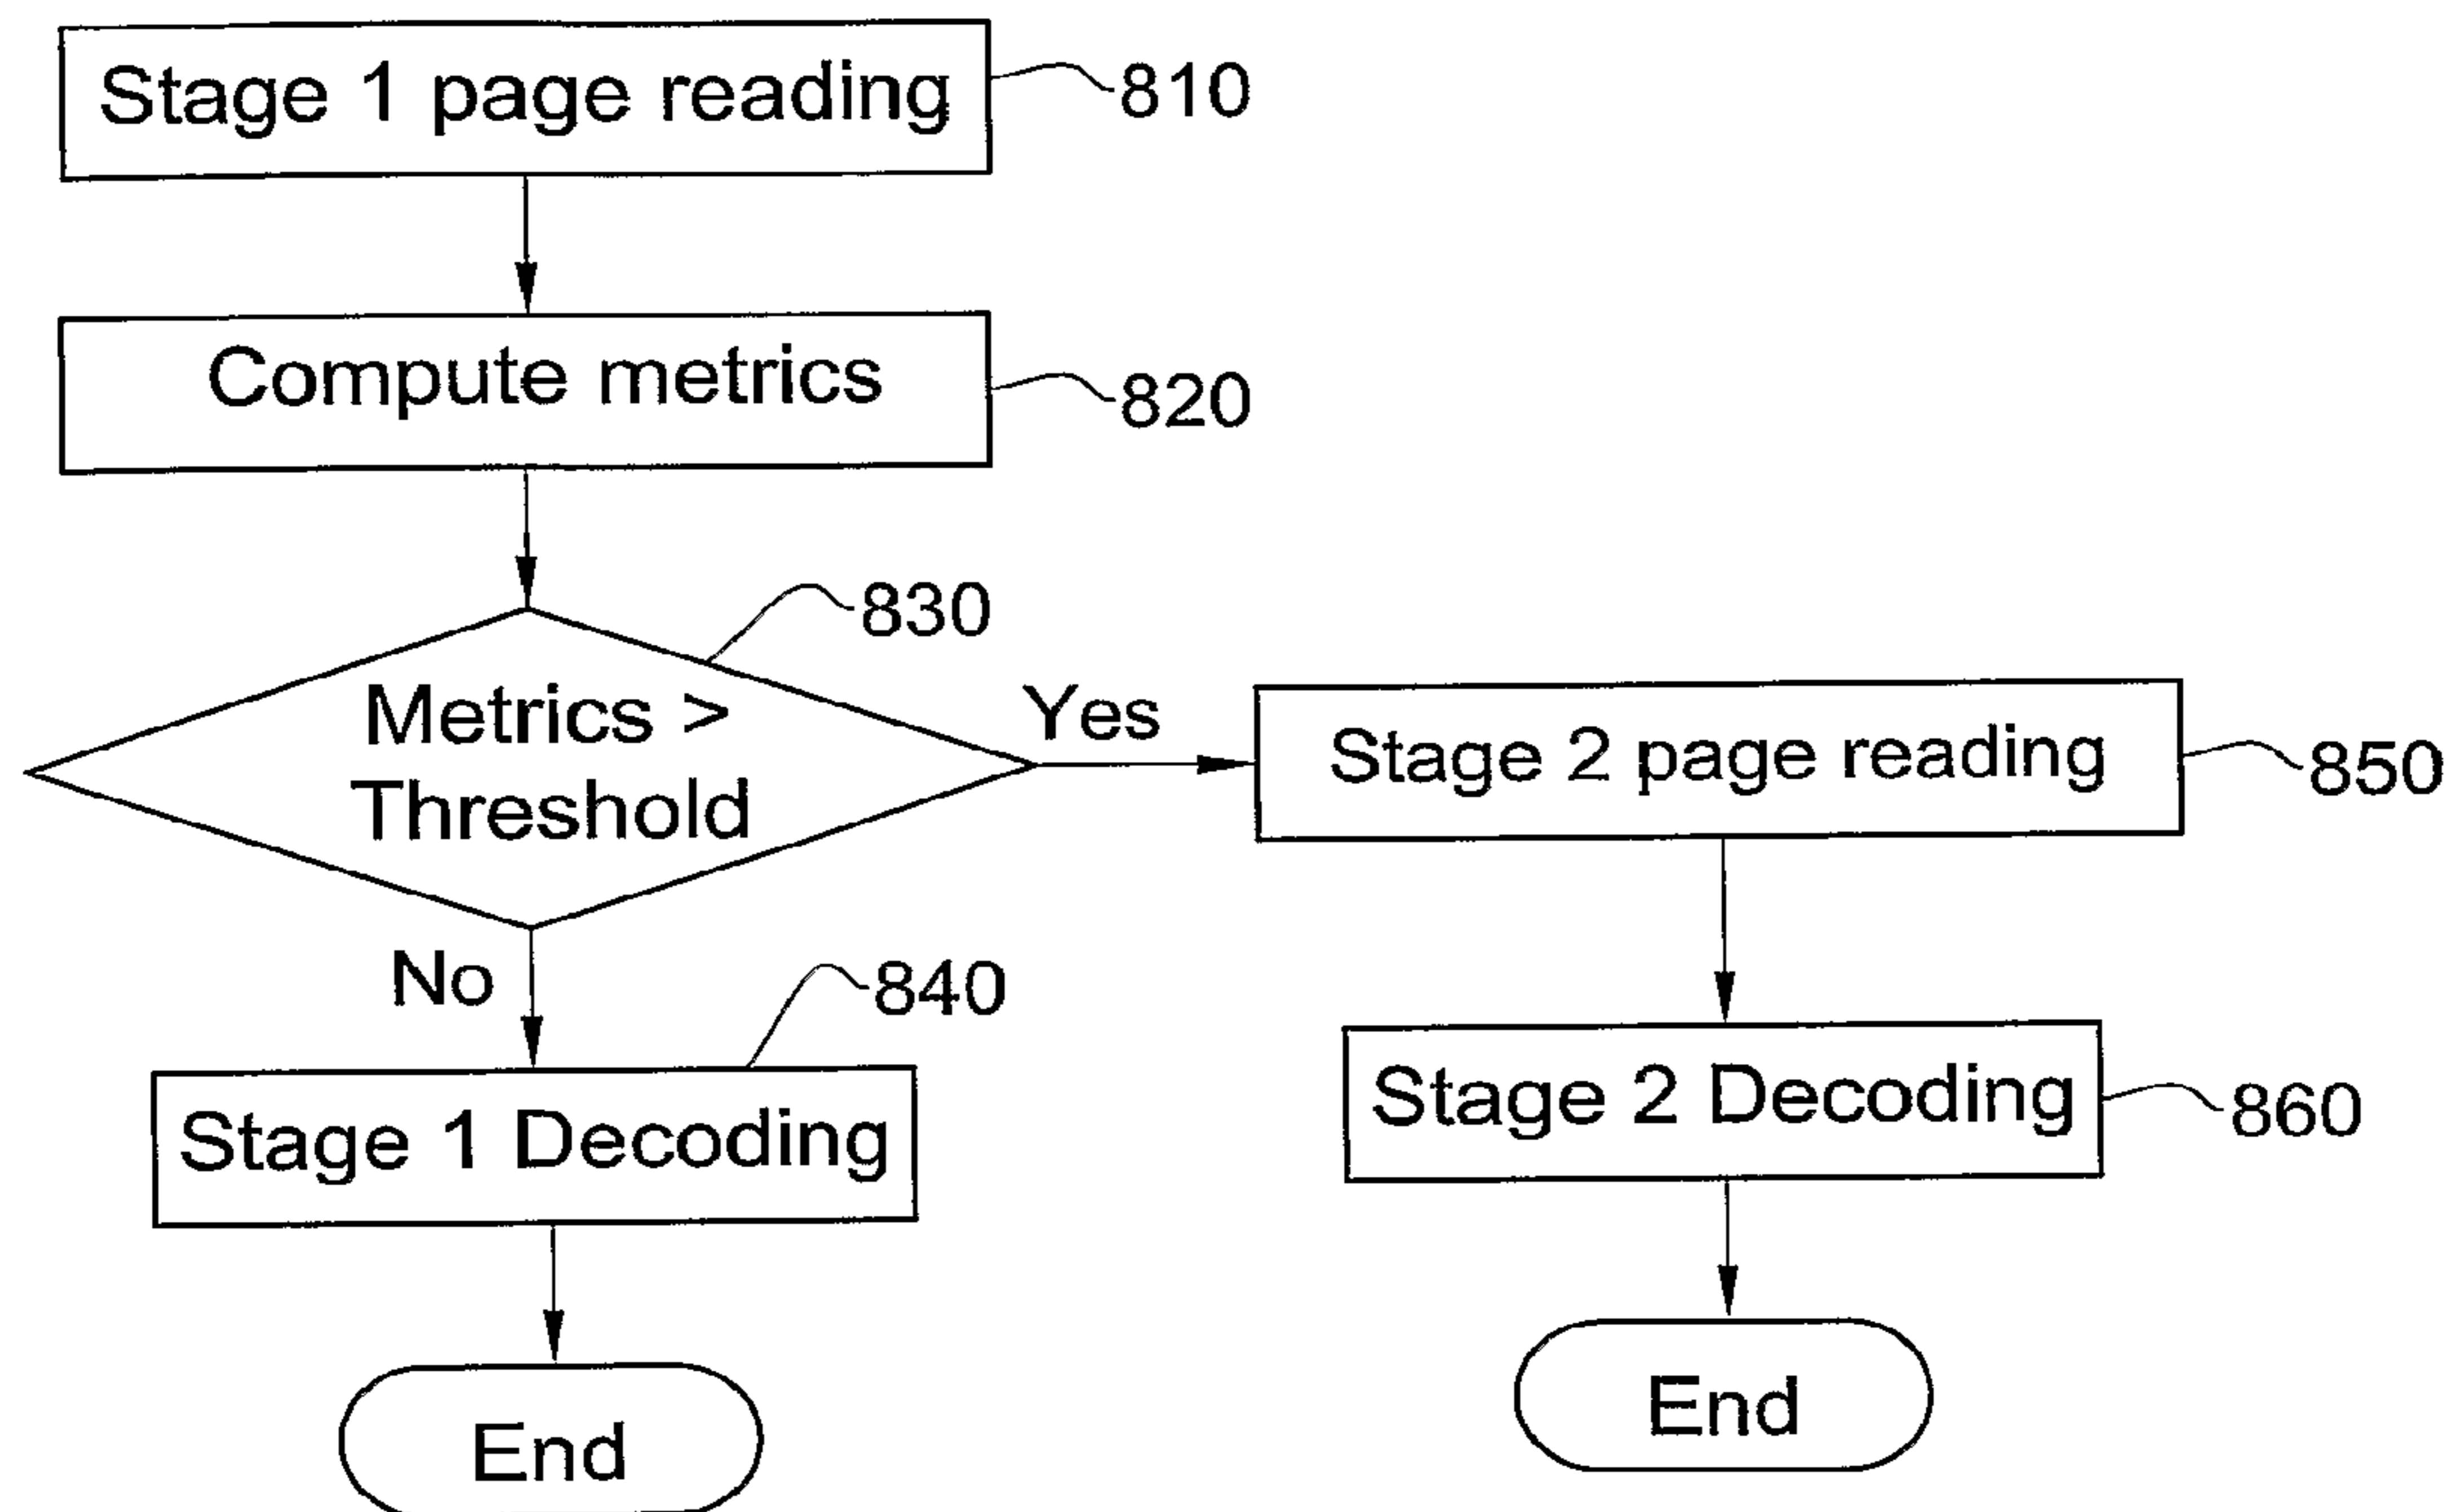 Stage 1 page reading
810
Compute metrics
820
830
Metrics >
Threshold
Yes
Stage 2 page reading
850
No
840
Stage 1 Decoding
Stage 2 Decoding
860
End
End